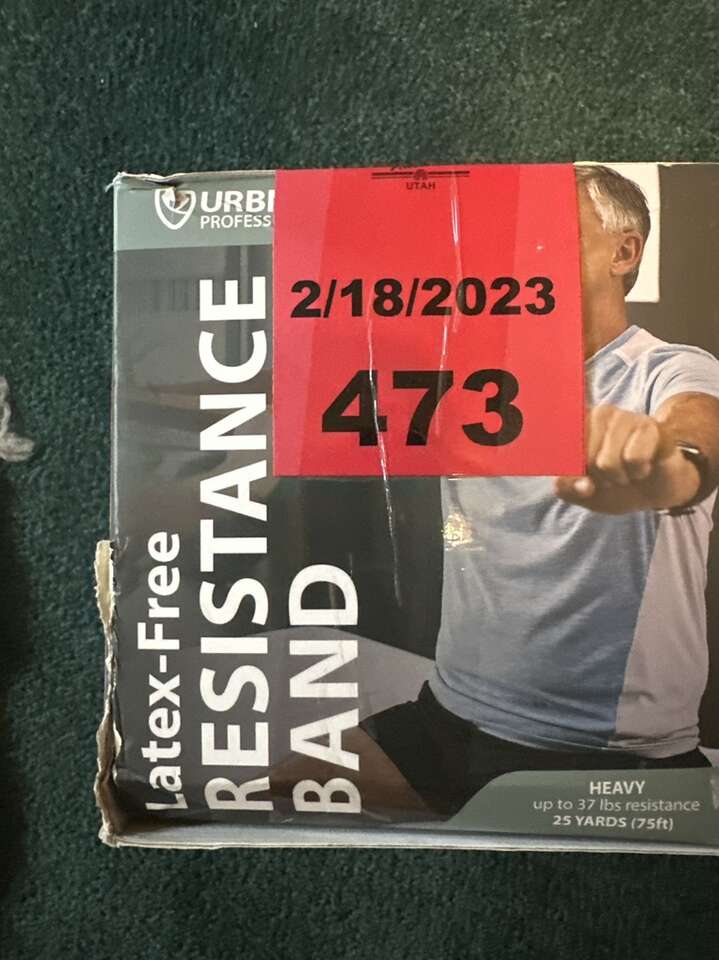 UTAH
2/18/2023
473
PROFESS
Latex-Free
RESISTANCE
BAND
HEAVY
up to 37 lbs resistance
25 YARDS (75ft)